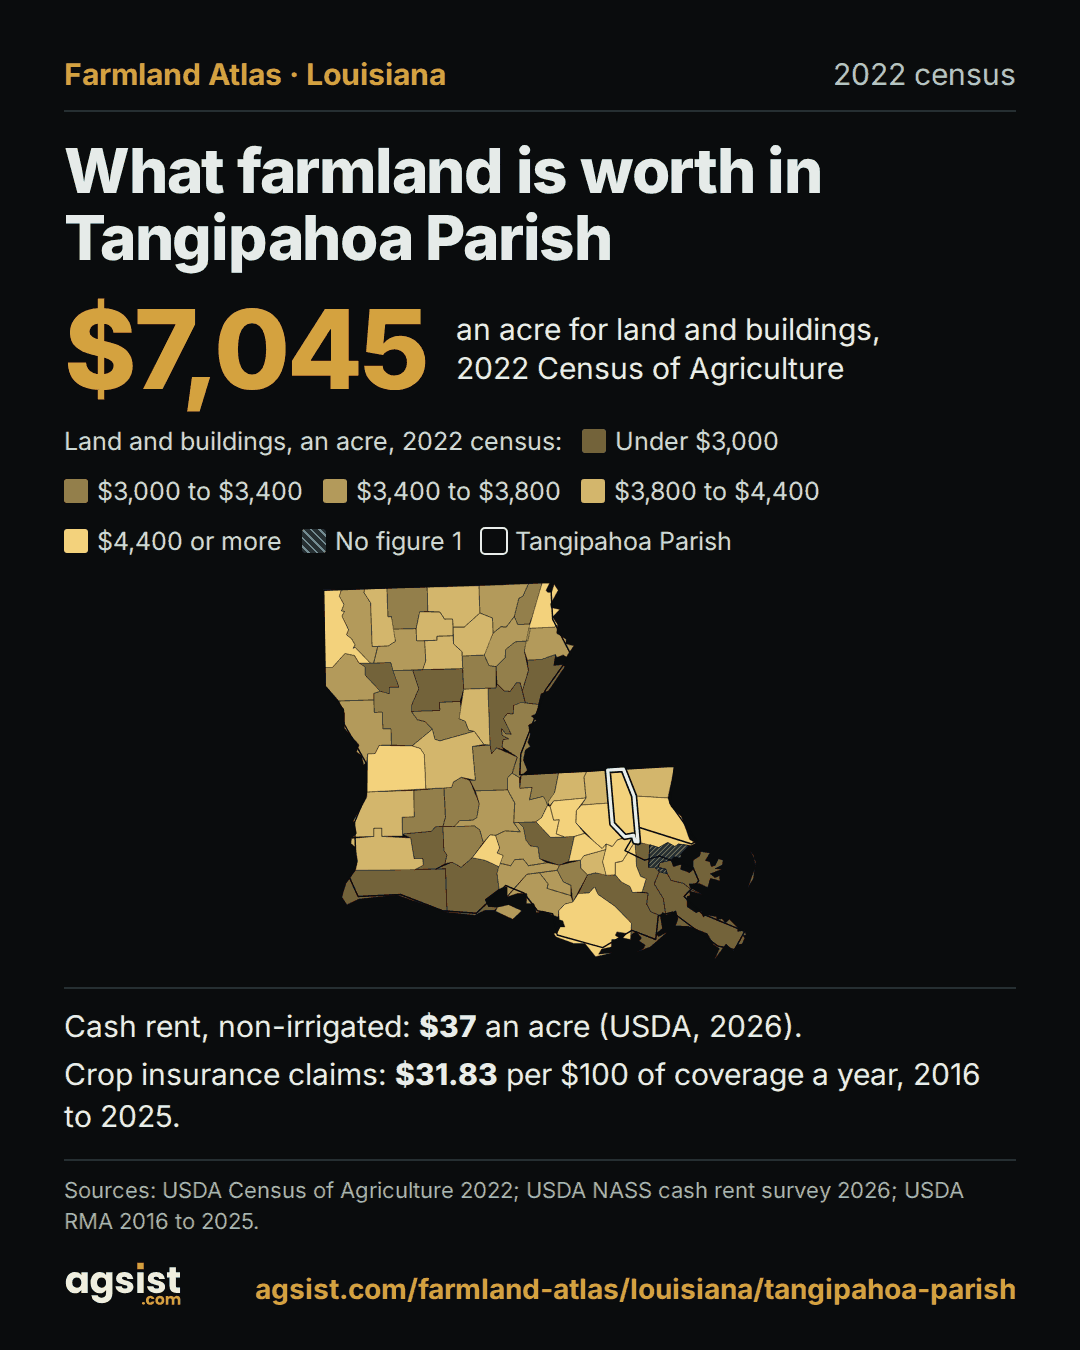 Farmland Atlas · Louisiana
2022 census
What farmland is worth in
Tangipahoa Parish
$7,045
an acre for land and buildings,
2022 Census of Agriculture
Land and buildings, an acre, 2022 census: Under $3,000
$3,000 to $3,400 $3,400 to $3,800 $3,800 to $4,400
$4,400 or more No figure 1 Tangipahoa Parish
Cash rent, non-irrigated: $37 an acre (USDA, 2026).
Crop insurance claims: $31.83 per $100 of coverage a year, 2016
to 2025.
Sources: USDA Census of Agriculture 2022; USDA NASS cash rent survey 2026; USDA
RMA 2016 to 2025.
agsist
.com
agsist.com/farmland-atlas/louisiana/tangipahoa-parish